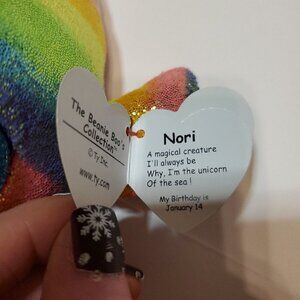 The Beanie Boo's
Collection
© Ty Inc.
www.ty.com
Nori
A magical creature
I'll always be
Why, I'm the unicorn
Of the sea !
My Birthday is
January 14